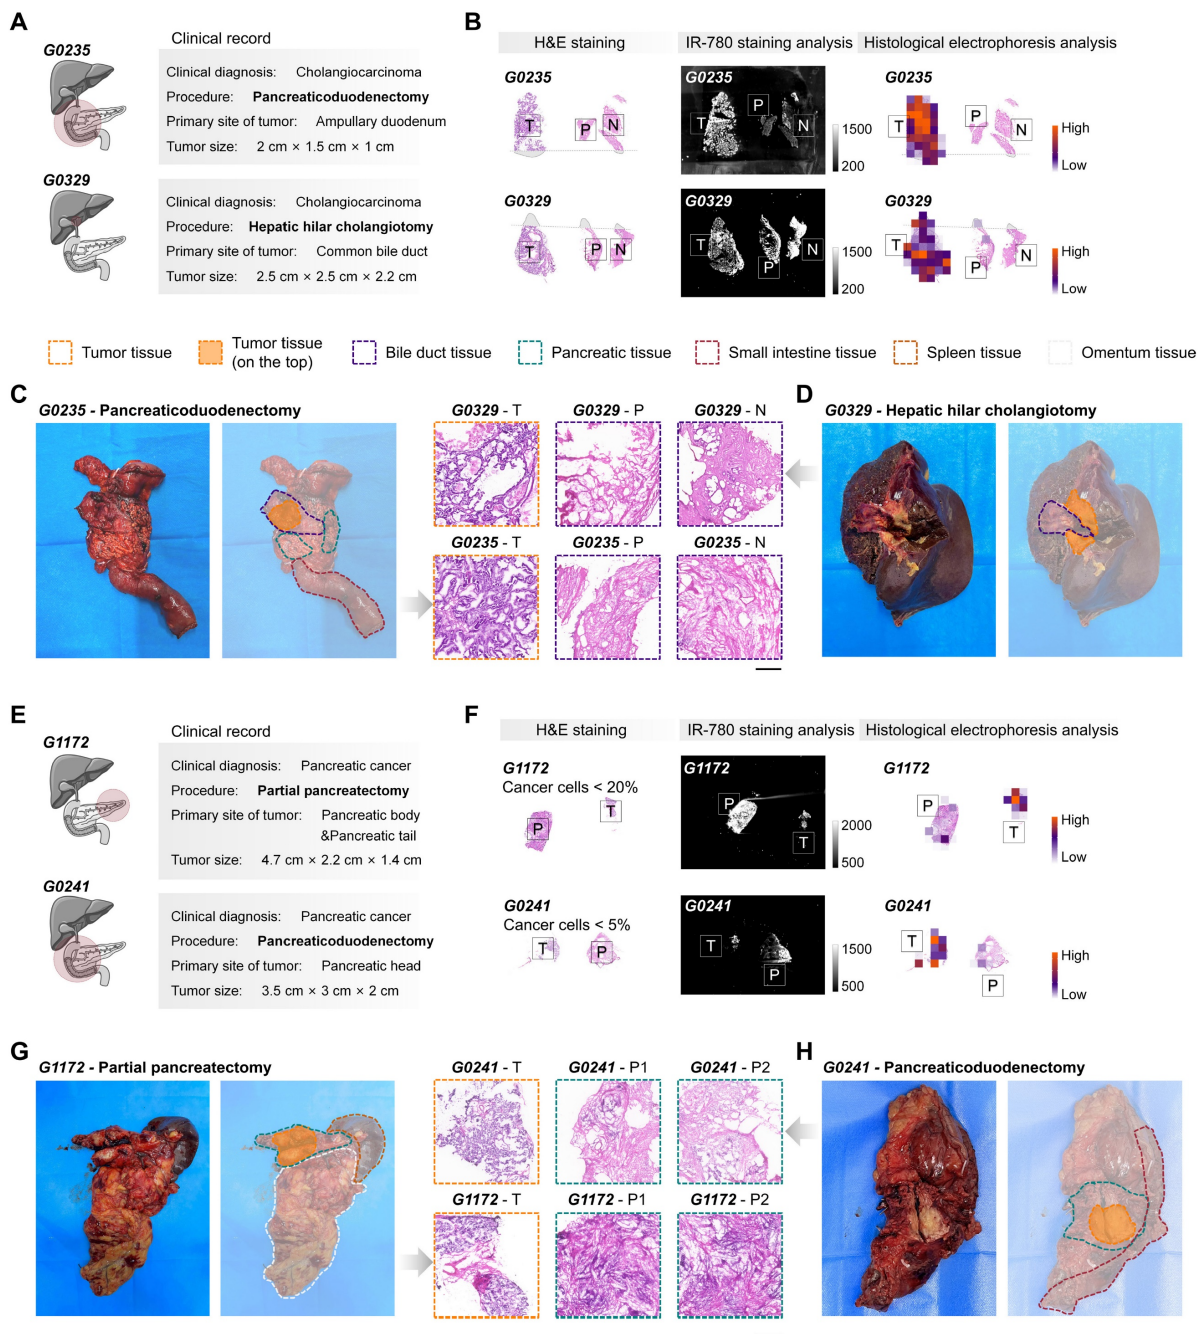 A
Clinical record
G0235
Clinical diagnosis: Cholangiocarcinoma
Procedure: Pancreaticoduodenectomy
Primary site of tumor: Ampullary duodenum
Tumor size: 2 cm × 1.5 cm × 1 cm
G0329
Clinical diagnosis: Cholangiocarcinoma
Procedure: Hepatic hilar cholangiotomy
Primary site of tumor: Common bile duct
Tumor size: 2.5 cm × 2.5 cm × 2.2 cm
B
H&E staining
IR-780 staining analysis
Histological electrophoresis analysis
G0235
T
P
N
G0235
T
P
N
1500
200
G0235
T
P
N
High
Low
G0329
T
P
N
G0329
T
P
N
1500
200
G0329
T
P
N
High
Low
Tumor tissue
Tumor tissue
(on the top)
Bile duct tissue
Pancreatic tissue
Small intestine tissue
Spleen tissue
Omentum tissue
C
G0235 - Pancreaticoduodenectomy
G0329 - T
G0329 - P
G0329 - N
G0235 - T
G0235 - P
G0235 - N
D
G0329 - Hepatic hilar cholangiotomy
E
Clinical record
G1172
Clinical diagnosis: Pancreatic cancer
Procedure: Partial pancreatectomy
Primary site of tumor: Pancreatic body
&Pancreatic tail
Tumor size: 4.7 cm × 2.2 cm × 1.4 cm
G0241
Clinical diagnosis: Pancreatic cancer
Procedure: Pancreaticoduodenectomy
Primary site of tumor: Pancreatic head
Tumor size: 3.5 cm × 3 cm × 2 cm
F
H&E staining
IR-780 staining analysis
Histological electrophoresis analysis
G1172
Cancer cells < 20%
P
T
G1172
P
T
2000
500
G1172
P
T
High
Low
G0241
Cancer cells < 5%
T
P
G0241
T
P
1500
500
G0241
T
P
High
Low
G
G1172 - Partial pancreatectomy
G0241 - T
G0241 - P1
G0241 - P2
G1172 - T
G1172 - P1
G1172 - P2
H
G0241 - Pancreaticoduodenectomy